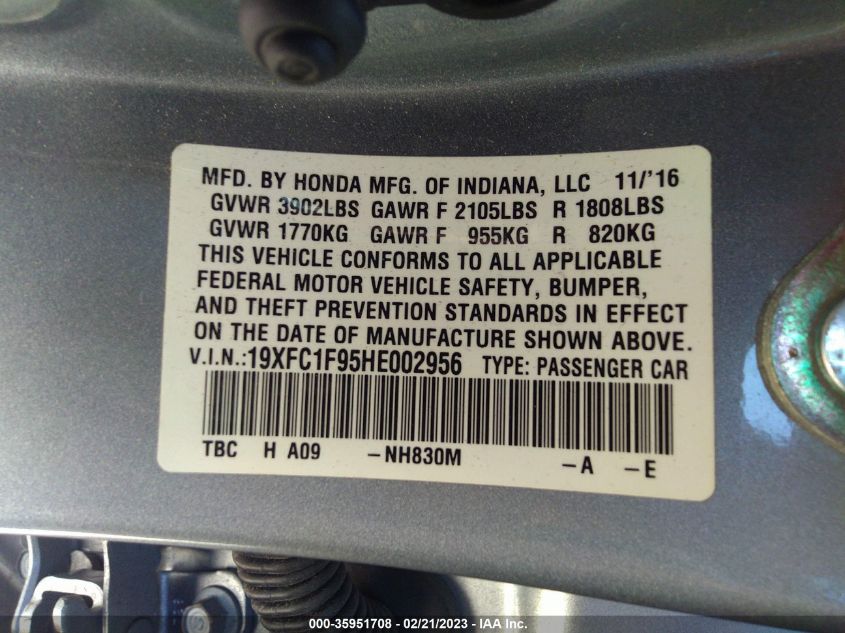 MFD. BY HONDA MFG. OF INDIANA, LLC 11/'16
GVWR 3902LBS GAWR F 2105LBS R 1808LBS
GVWR 1770KG GAWR F 955KG R 820KG
THIS VEHICLE CONFORMS TO ALL APPLICABLE
FEDERAL MOTOR VEHICLE SAFETY, BUMPER,
AND THEFT PREVENTION STANDARDS IN EFFECT
ON THE DATE OF MANUFACTURE SHOWN ABOVE.
V.I.N.:19XFC1F95HE002956 TYPE: PASSENGER CAR
TBC H A09 -NH830M -A -E
000-35951708 - 02/21/2023 - IAA Inc.